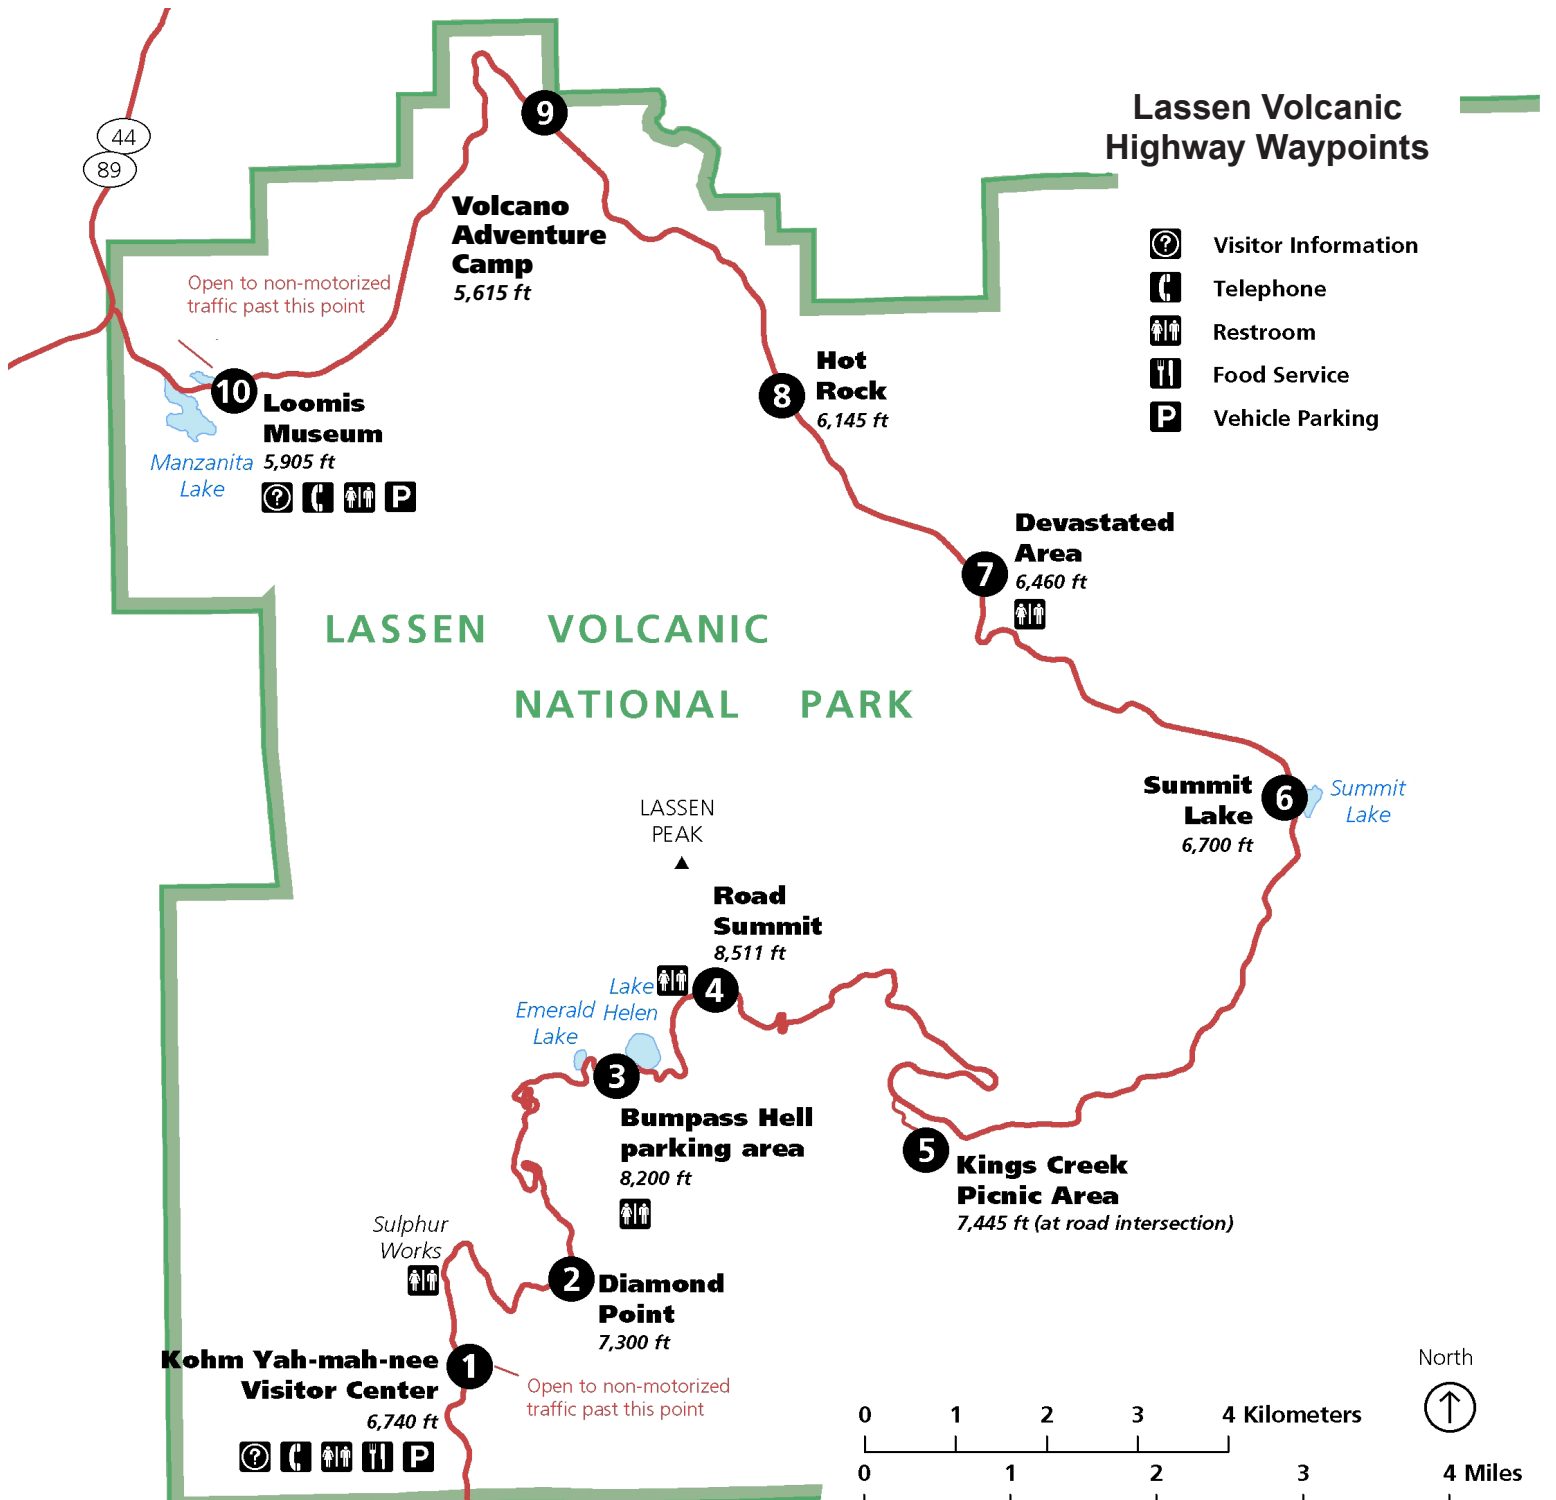 Lassen Volcanic
Highway Waypoints
44
89
9
Volcano
Adventure
Camp
5,615 ft
Open to non-motorized
traffic past this point
Visitor Information
Telephone
Restroom
Food Service
P Vehicle Parking
10
Loomis
Museum
5,905 ft
P
Manzanita
Lake
8
Hot
Rock
6,145 ft
7
Devastated
Area
6,460 ft
LASSEN VOLCANIC
NATIONAL PARK
LASSEN
PEAK
6
Summit
Lake
6,700 ft
Summit
Lake
Road
Summit
8,511 ft
4
Lake
Helen
Emerald
Lake
3
Bumpass Hell
parking area
8,200 ft
5
Kings Creek
Picnic Area
7,445 ft (at road intersection)
Sulphur
Works
2
Diamond
Point
7,300 ft
Kohm Yah-mah-nee
Visitor Center
6,740 ft
1
P
Open to non-motorized
traffic past this point
North
0 1 2 3 4 Kilometers
0 1 2 3 4 Miles